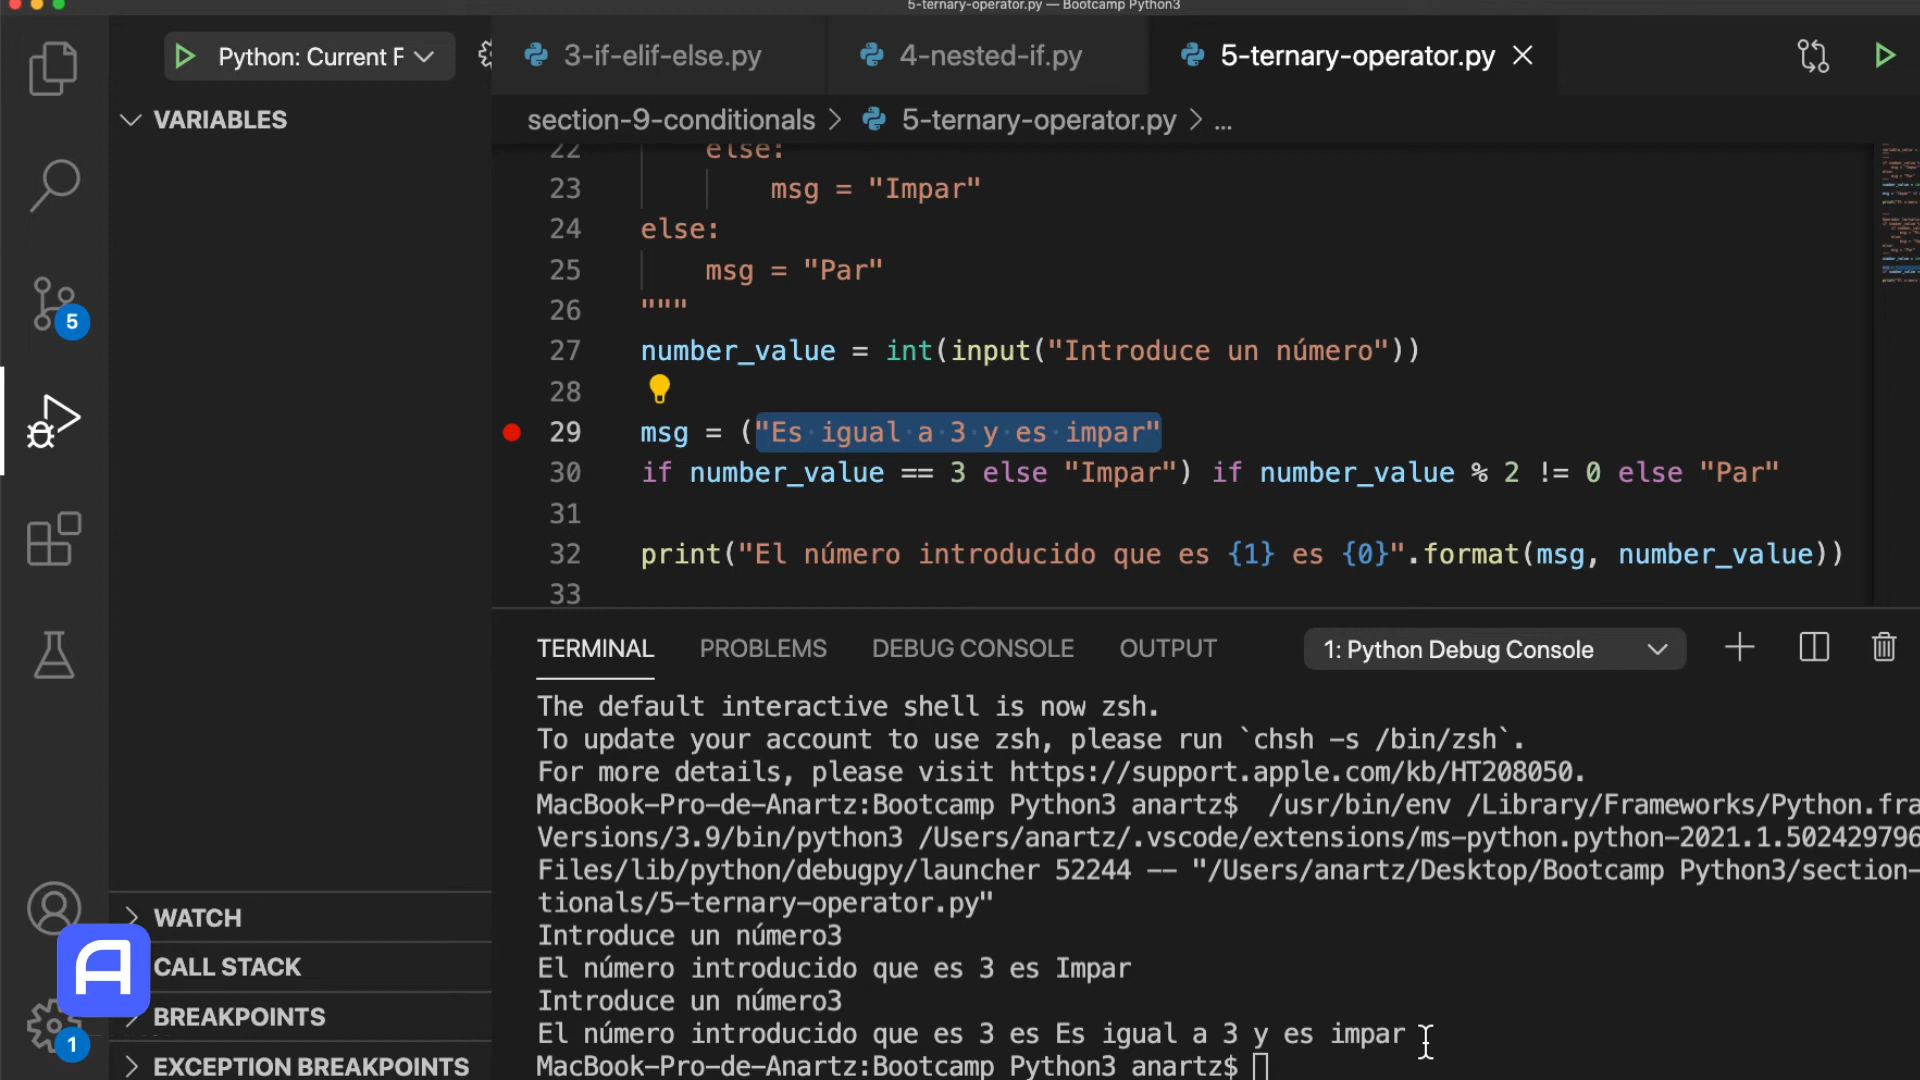 5-ternary-operator.py — Bootcamp Python3
Python: Current F
3-if-elif-else.py
4-nested-if.py
5-ternary-operator.py
VARIABLES
section-9-conditionals > 5-ternary-operator.py > ...
22 else:
23 msg = "Impar"
24 else:
25 msg = "Par"
26 """
27 number_value = int(input("Introduce un número"))
28
29 msg = ("Es igual a 3 y es impar"
30 if number_value == 3 else "Impar") if number_value % 2 != 0 else "Par"
31
32 print("El número introducido que es {1} es {0}".format(msg, number_value))
33
5
TERMINAL PROBLEMS DEBUG CONSOLE OUTPUT
1: Python Debug Console
The default interactive shell is now zsh.
To update your account to use zsh, please run `chsh -s /bin/zsh`.
For more details, please visit https://support.apple.com/kb/HT208050.
MacBook-Pro-de-Anartz:Bootcamp Python3 anartz$  /usr/bin/env /Library/Frameworks/Python.fra
Versions/3.9/bin/python3 /Users/anartz/.vscode/extensions/ms-python.python-2021.1.502429796
Files/lib/python/debugpy/launcher 52244 -- "/Users/anartz/Desktop/Bootcamp Python3/section-
tionals/5-ternary-operator.py"
Introduce un número3
El número introducido que es 3 es Impar
Introduce un número3
El número introducido que es 3 es Es igual a 3 y es impar
MacBook-Pro-de-Anartz:Bootcamp Python3 anartz$
WATCH
CALL STACK
BREAKPOINTS
EXCEPTION BREAKPOINTS
A
1